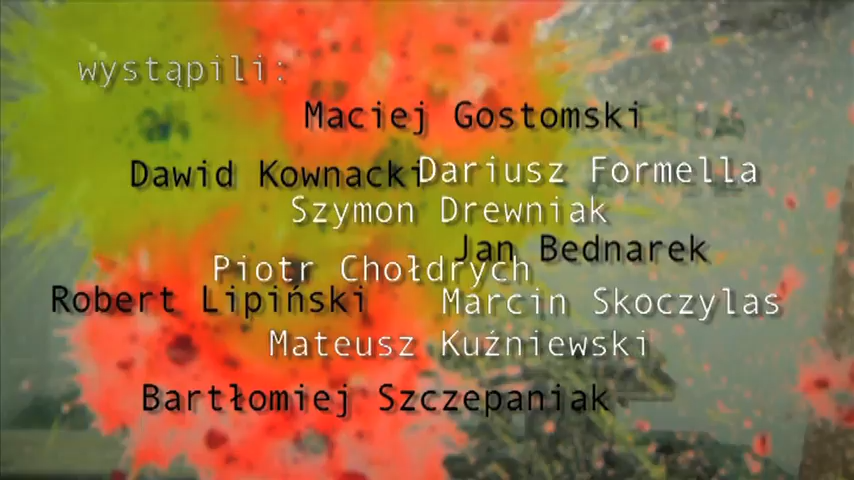 wystąpili:
Maciej Gostomski
Dawid Kownacki
Dariusz Formella
Szymon Drewniak
Jan Bednarek
Piotr Chołdrych
Robert Lipiński
Marcin Skoczylas
Mateusz Kuźniewski
Bartłomiej Szczepaniak